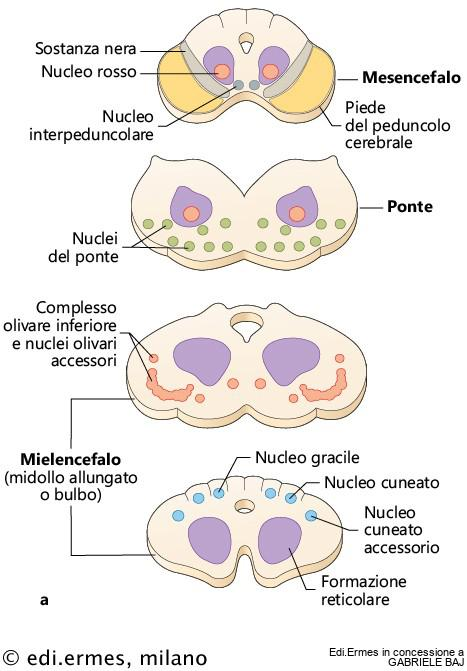 Sostanza nera
Nucleo rosso
Nucleo
interpeduncolare
Mesencefalo
Piede
del peduncolo
cerebrale
Ponte
Nuclei
del ponte
Complesso
olivare inferiore
e nuclei olivari
accessori
Mielencefalo
(midollo allungato
o bulbo)
Nucleo gracile
Nucleo cuneato
Nucleo
cuneato
accessorio
Formazione
reticolare
a
© edi.ermes, milano
Edi.Ermes in concessione a
GABRIELE BAJ